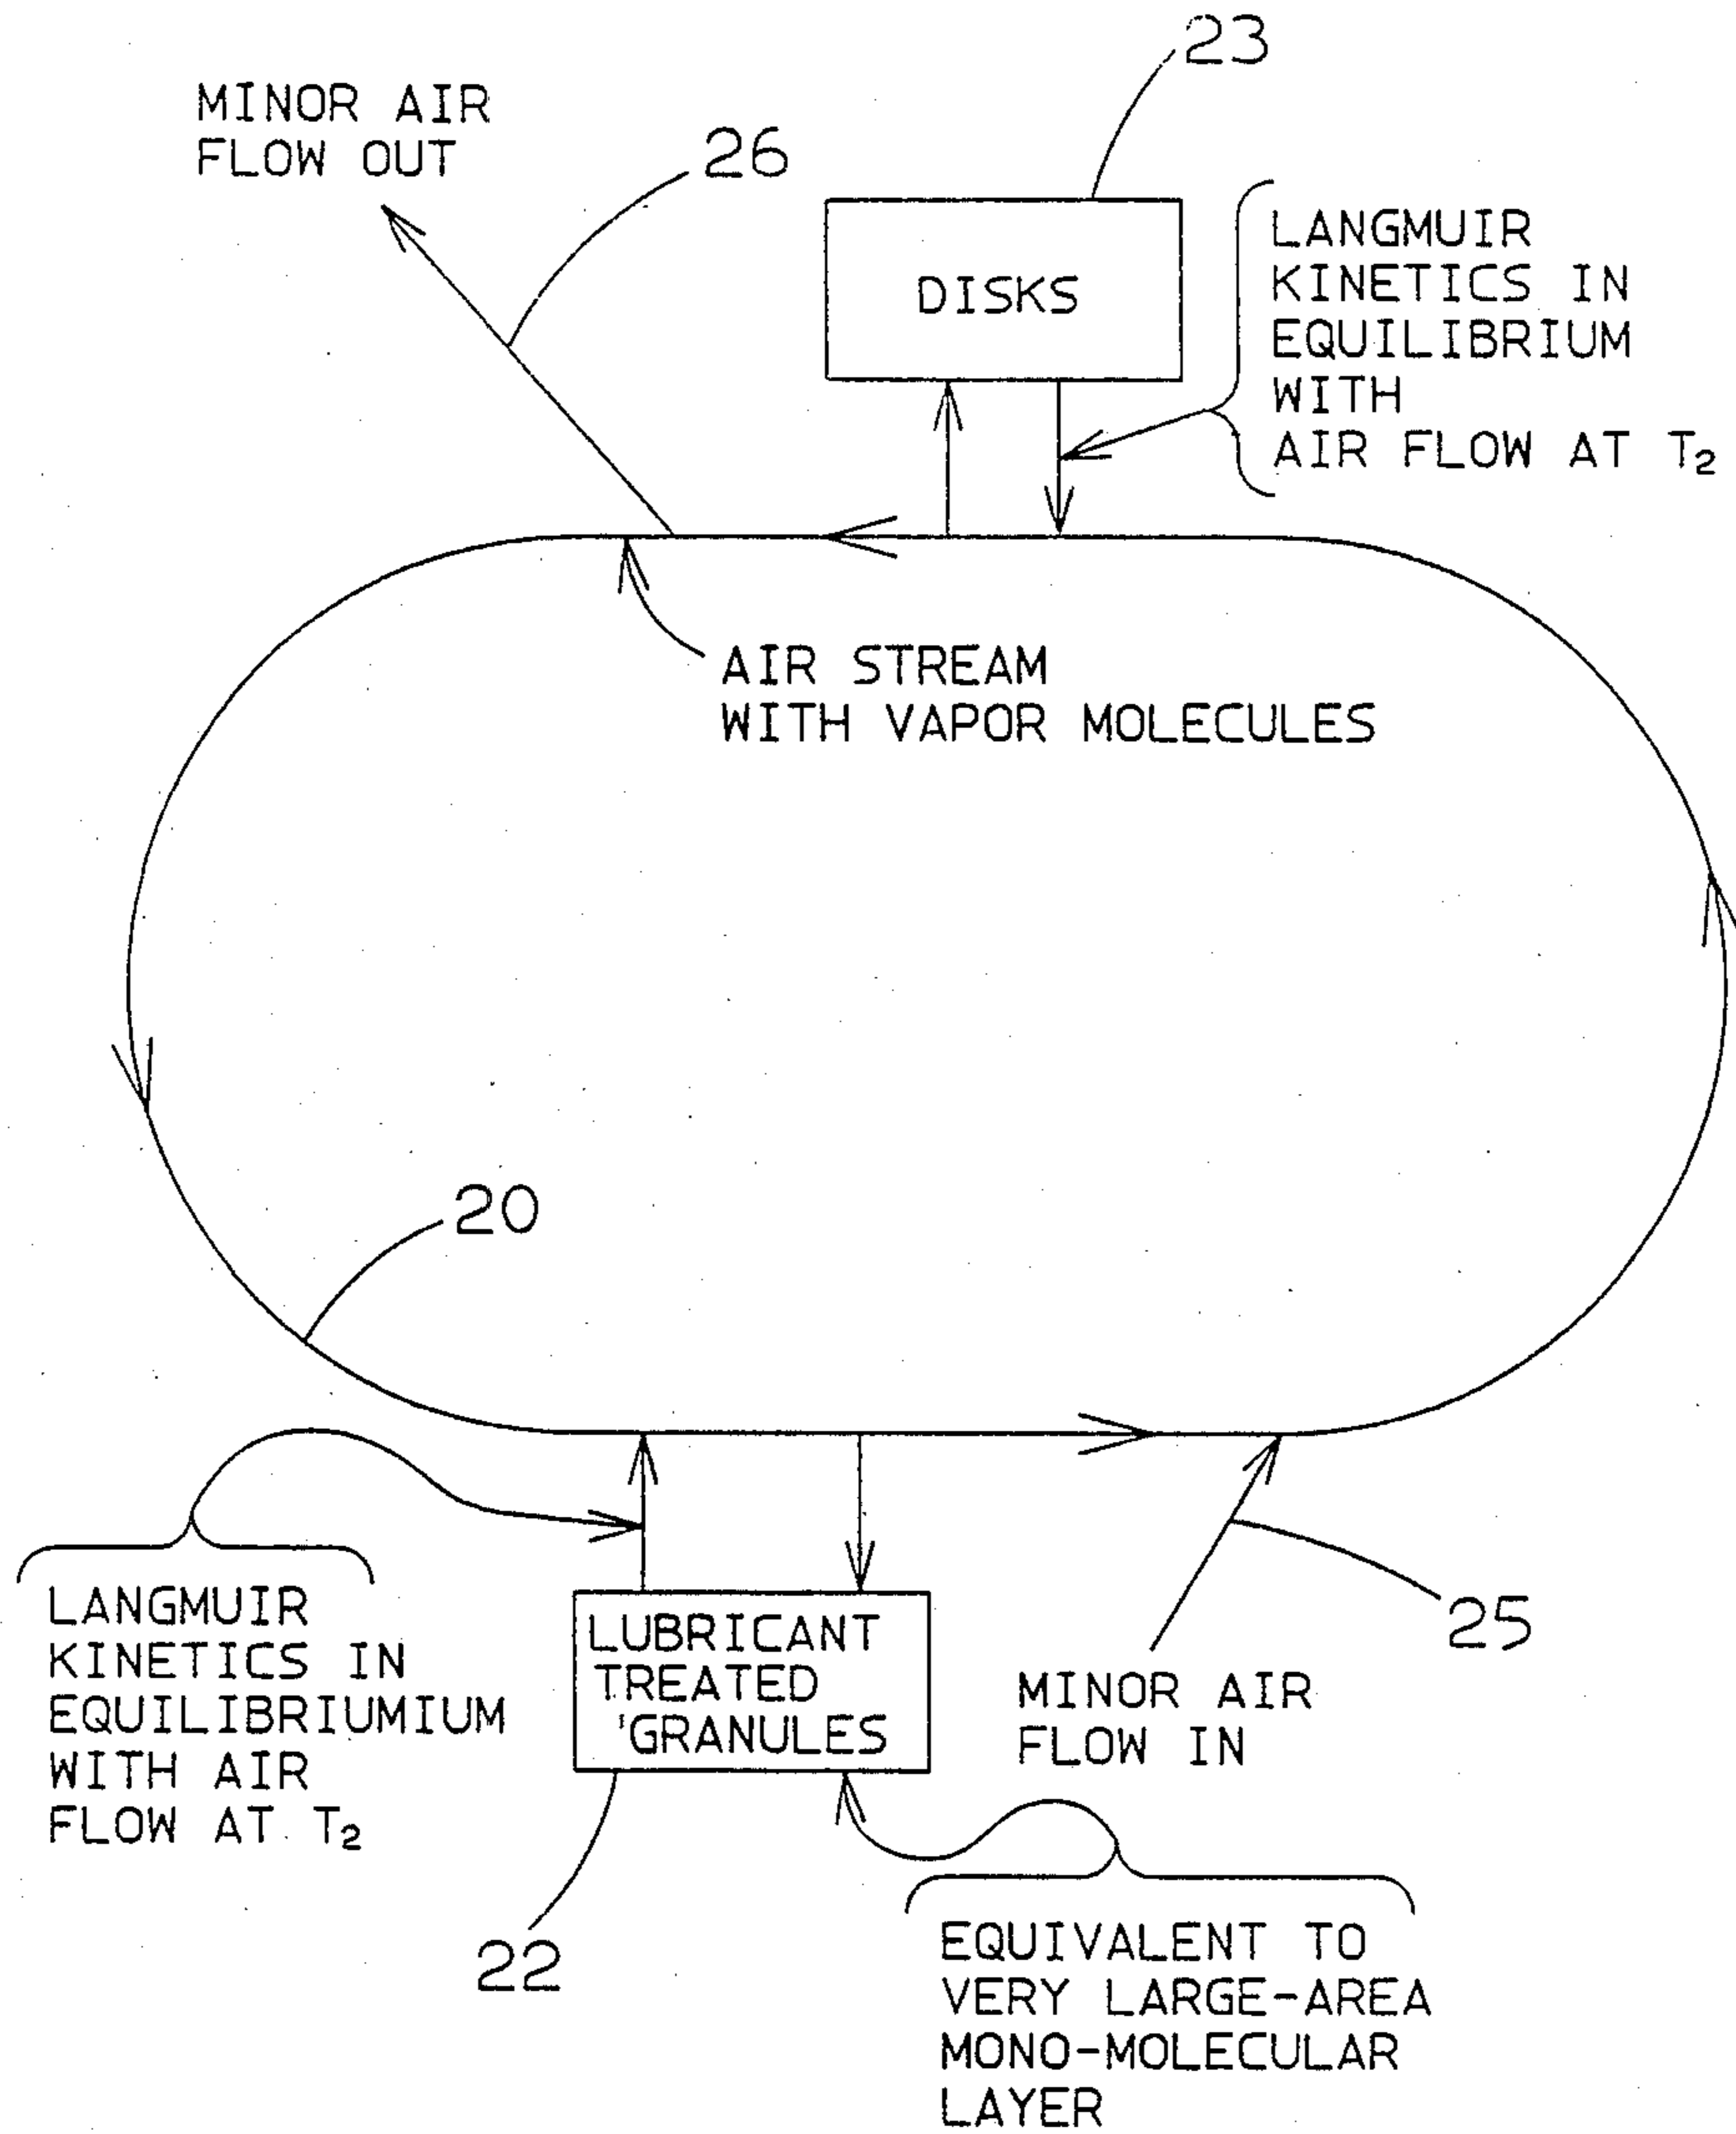 23
MINOR AIR
FLOW OUT
26
DISKS
LANGMUIR
KINETICS IN
EQUILIBRIUM
WITH
AIR FLOW AT T₂
AIR STREAM
WITH VAPOR MOLECULES
20
LANGMUIR
KINETICS IN
EQUILIBRIUMIUM
WITH AIR
FLOW AT T₂
LUBRICANT
TREATED
GRANULES
25
MINOR AIR
FLOW IN
22
EQUIVALENT TO
VERY LARGE-AREA
MONO-MOLECULAR
LAYER